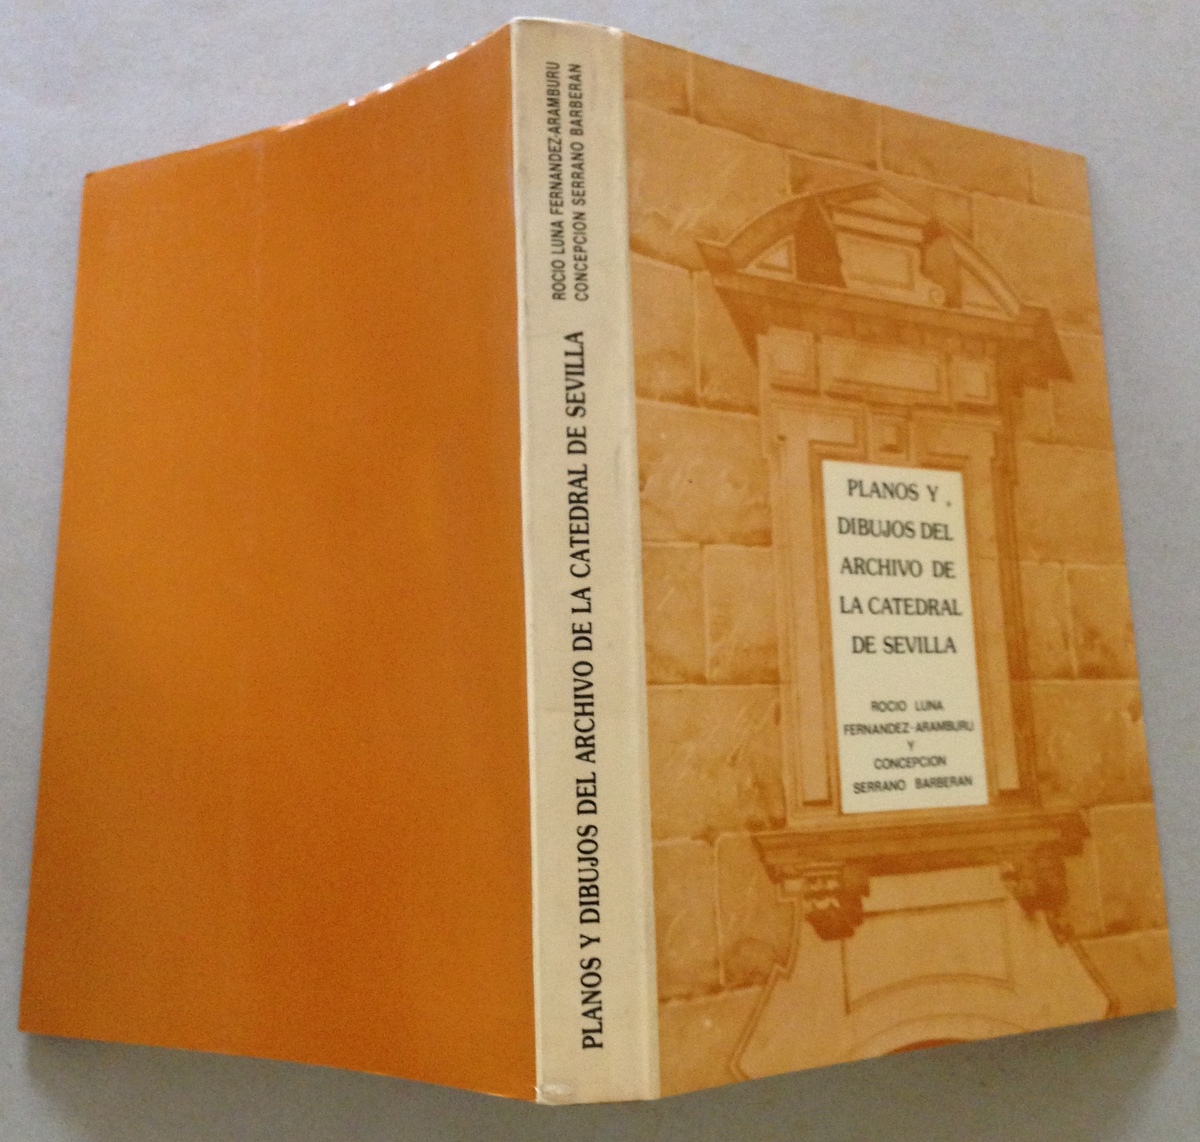 ROCIO LUNA FERNANDEZ-ARAMBURU
CONCEPCION SERRANO BARBERAN
PLANOS Y DIBUJOS DEL ARCHIVO DE LA CATEDRAL DE SEVILLA
PLANOS Y
DIBUJOS DEL
ARCHIVO DE
LA CATEDRAL
DE SEVILLA
ROCIO LUNA
FERNANDEZ-ARAMBURU
Y
CONCEPCION
SERRANO BARBERAN